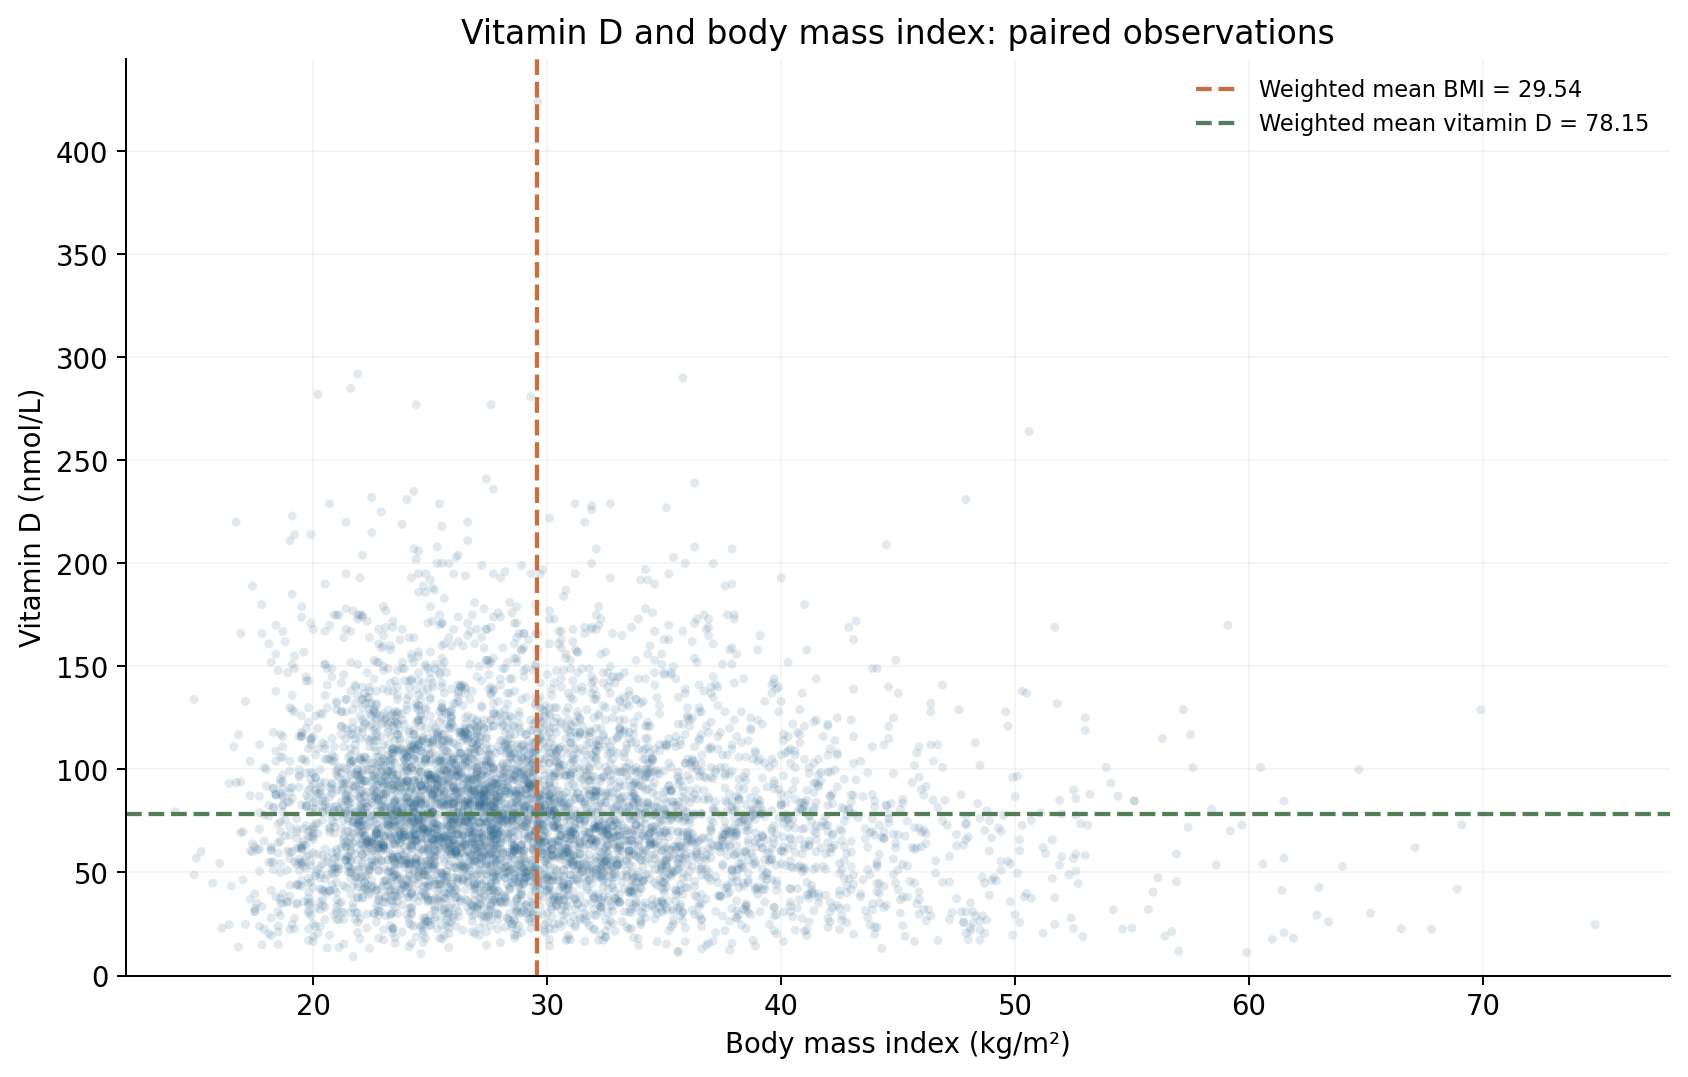 Vitamin D and body mass index: paired observations
Weighted mean BMI = 29.54
Weighted mean vitamin D = 78.15
Vitamin D (nmol/L)
400
350
300
250
200
150
100
50
0
20 30 40 50 60 70
Body mass index (kg/m²)